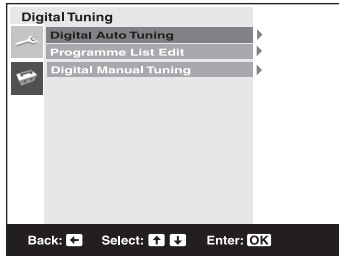 Digital Tuning
Digital Auto Tuning
Programme List Edit
Digital Manual Tuning
Back: Select: Enter: OK